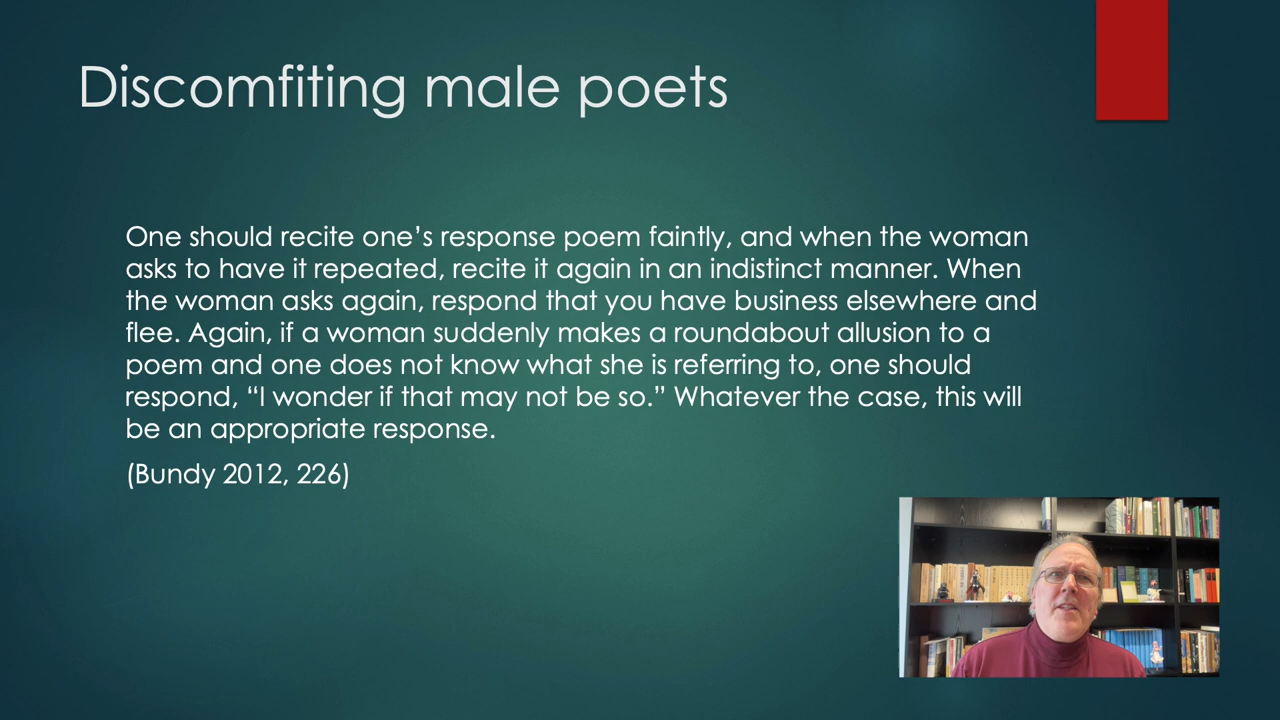 Discomfiting male poets
One should recite one’s response poem faintly, and when the woman
asks to have it repeated, recite it again in an indistinct manner. When
the woman asks again, respond that you have business elsewhere and
flee. Again, if a woman suddenly makes a roundabout allusion to a
poem and one does not know what she is referring to, one should
respond, “I wonder if that may not be so.” Whatever the case, this will
be an appropriate response.
(Bundy 2012, 226)